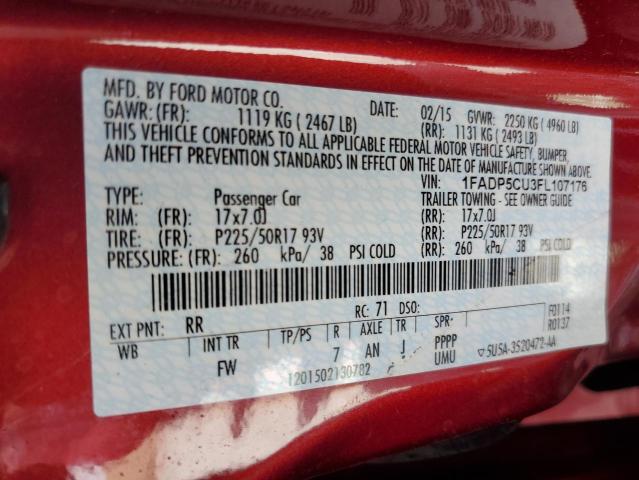 MFD. BY FORD MOTOR CO. DATE: 02/15 GVWR: 2250 KG ( 4960 LB)
GAWR: (FR): 1119 KG ( 2467 LB) (RR): 1131 KG ( 2493 LB)
THIS VEHICLE CONFORMS TO ALL APPLICABLE FEDERAL MOTOR VEHICLE SAFETY, BUMPER,
AND THEFT PREVENTION STANDARDS IN EFFECT ON THE DATE OF MANUFACTURE SHOWN ABOVE.
VIN: 1FADP5CU3FL107176
TYPE: Passenger Car TRAILER TOWING - SEE OWNER GUIDE
RIM: (FR): 17x7.0J (RR): 17x7.0J
TIRE: (FR): P225/50R17 93V (RR): P225/50R17 93V
PRESSURE: (FR): 260 kPa/ 38 PSI COLD (RR): 260 kPa/ 38 PSI COLD
RC: 71 DSO: F0114
EXT PNT: RR R0137
WB INT TR TP/PS R AXLE TR SPR
FW 7 AN J PPPP UMU 5U5A-3520472-AA
1201502130782